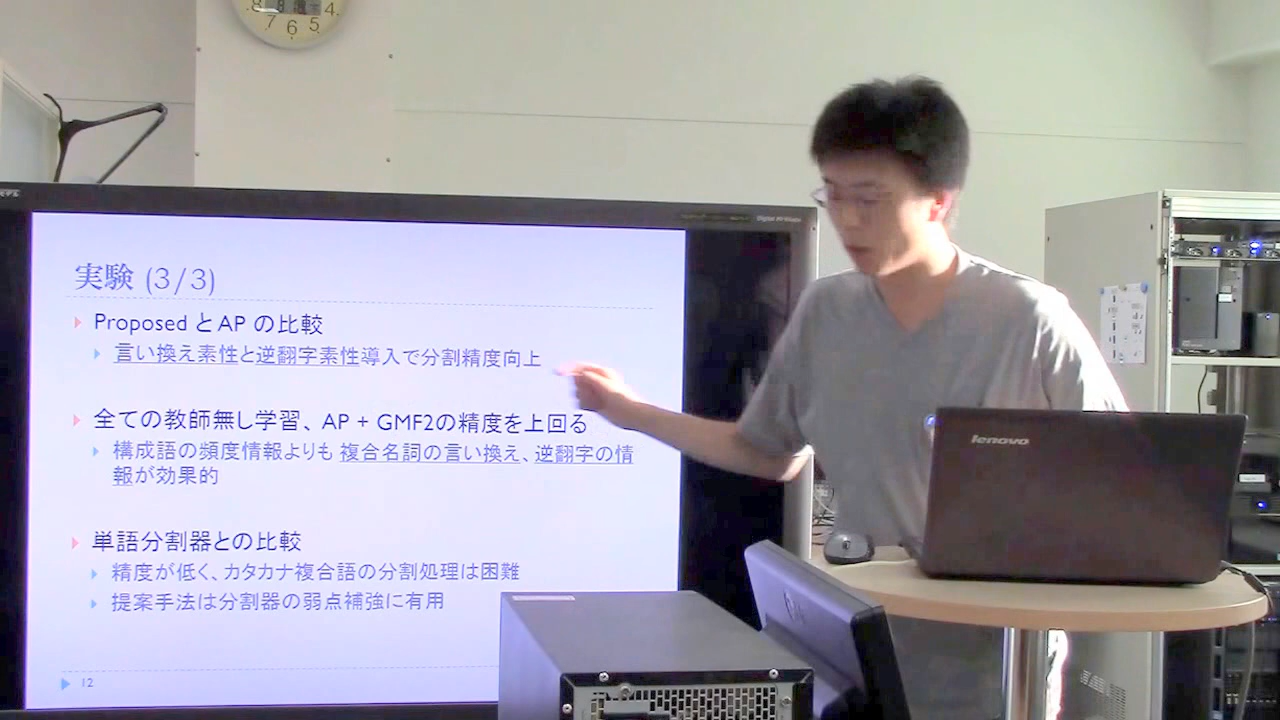 8
7
6
5
4
実験 (3/3)
Proposed と AP の比較
言い換え素性と逆翻字素性導入で分割精度向上
全ての教師無し学習、AP + GMF2の精度を上回る
構成語の頻度情報よりも 複合名詞の言い換え、逆翻字の情
報が効果的
単語分割器との比較
精度が低く、カタカナ複合語の分割処理は困難
提案手法は分割器の弱点補強に有用
12
lenovo